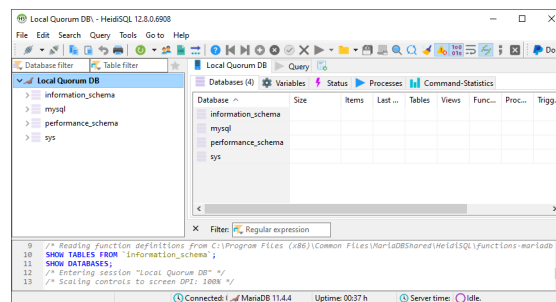 Local Quorum DB\ - HeidiSQL 12.8.0.6908
File Edit Search Query Tools Go to Help
Do
Database filter Table filter
Local Quorum DB Query
Local Quorum DB
information_schema
mysql
performance_schema
sys
Databases (4) Variables Status Processes Command-Statistics
Database Size Items Last ... Tables Views Func... Proc... Trigg.
information_schema
mysql
performance_schema
sys
Filter: Regular expression
9 /* Reading function definitions from C:\Program Files (x86)\Common Files\MariaDBShared\HeidiSQL\functions-mariadb
10 SHOW TABLES FROM `information_schema`;
11 SHOW DATABASES;
12 /* Entering session "Local Quorum DB" */
13 /* Scaling controls to screen DPI: 100% */
Connected: MariaDB 11.4.4 Uptime: 00:37 h Server time: Idle.